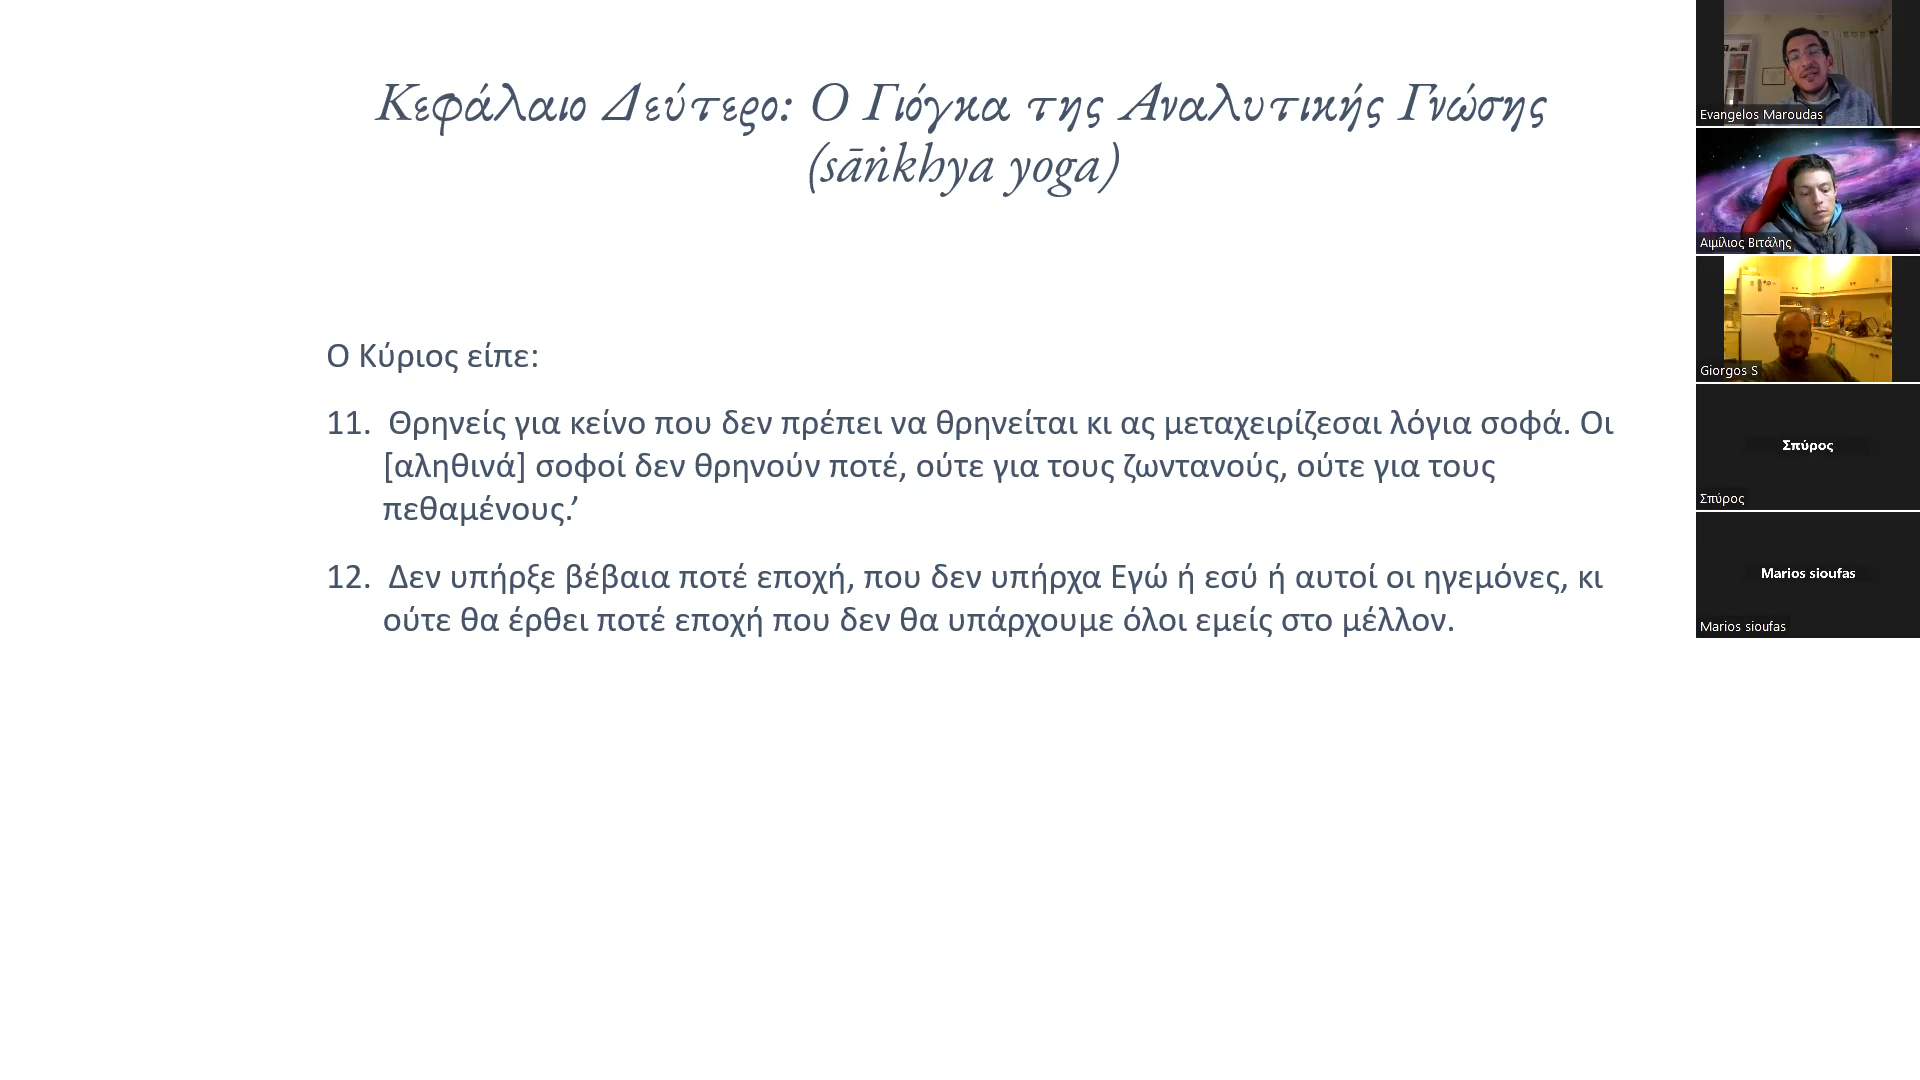 Κεφάλαιο Δεύτερο: Ο Γιόγκα της Αναλυτικής Γνώσης
(sāṅkhya yoga)
Ο Κύριος είπε:
11. Θρηνείς για κείνο που δεν πρέπει να θρηνείται κι ας μεταχειρίζεσαι λόγια σοφά. Οι
[αληθινά] σοφοί δεν θρηνούν ποτέ, ούτε για τους ζωντανούς, ούτε για τους
πεθαμένους.’
12. Δεν υπήρξε βέβαια ποτέ εποχή, που δεν υπήρχα Εγώ ή εσύ ή αυτοί οι ηγεμόνες, κι
ούτε θα έρθει ποτέ εποχή που δεν θα υπάρχουμε όλοι εμείς στο μέλλον.
Evangelos Maroudas
Αιμίλιος Βιτάλης
Giorgos S
Σπύρος
Σπύρος
Marios sioufas
Marios sioufas